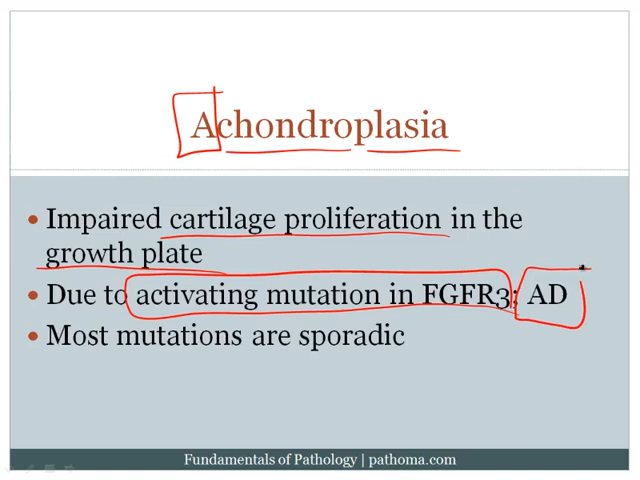 Achondroplasia
• Impaired cartilage proliferation in the
growth plate
• Due to activating mutation in FGFR3; AD
• Most mutations are sporadic
Fundamentals of Pathology | pathoma.com